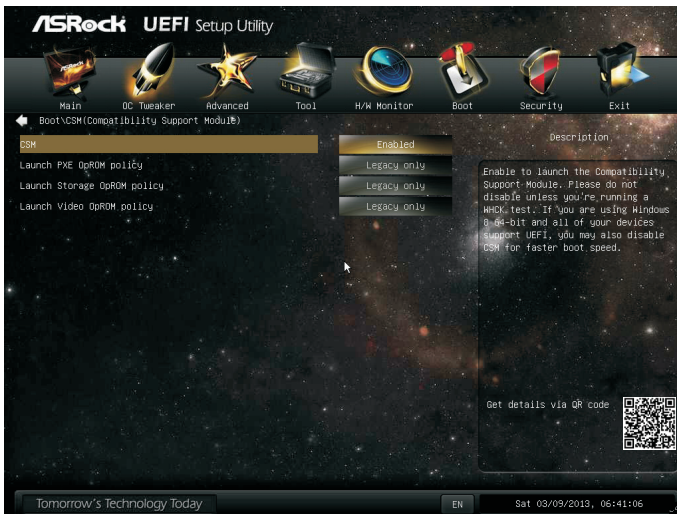 ASRock UEFI Setup Utility
Main OC Tweaker Advanced Tool H/W Monitor Boot Security Exit
Boot\CSM(Compatibility Support Module)
CSM Enabled
Launch PXE OpROM policy Legacy only
Launch Storage OpROM policy Legacy only
Launch Video OpROM policy Legacy only
Description
Enable to launch the Compatibility
Support Module. Please do not
disable unless you're running a
WHCK test. If you are using Windows
8 64-bit and all of your devices
support UEFI, you may also disable
CSM for faster boot speed.
Get details via QR code
Tomorrow's Technology Today
EN
Sat 03/09/2013, 06:41:06